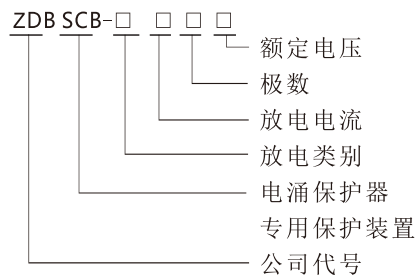 ZDB SCB-□ □ □ □
额定电压
极数
放电电流
放电类别
电涌保护器
专用保护装置
公司代号